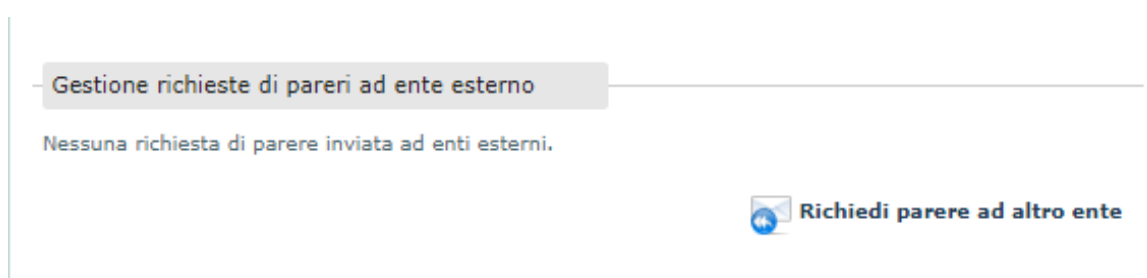 Gestione richieste di pareri ad ente esterno
Nessuna richiesta di parere inviata ad enti esterni.
Richiedi parere ad altro ente